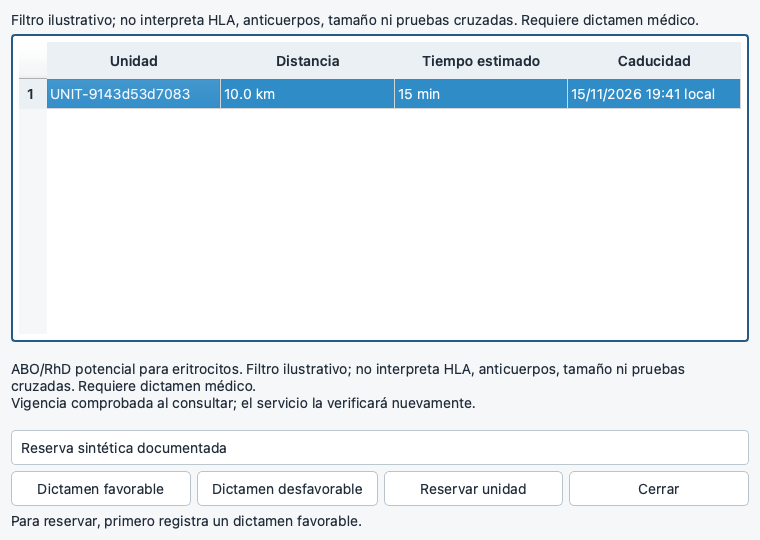 Filtro ilustrativo; no interpreta HLA, anticuerpos, tamaño ni pruebas cruzadas. Requiere dictamen médico.
Unidad Distancia Tiempo estimado Caducidad
1 UNIT-9143d53d7083 10.0 km 15 min 15/11/2026 19:41 local
ABO/RhD potencial para eritrocitos. Filtro ilustrativo; no interpreta HLA, anticuerpos, tamaño ni pruebas
cruzadas. Requiere dictamen médico.
Vigencia comprobada al consultar; el servicio la verificará nuevamente.
Reserva sintética documentada
Dictamen favorable Dictamen desfavorable Reservar unidad Cerrar
Para reservar, primero registra un dictamen favorable.